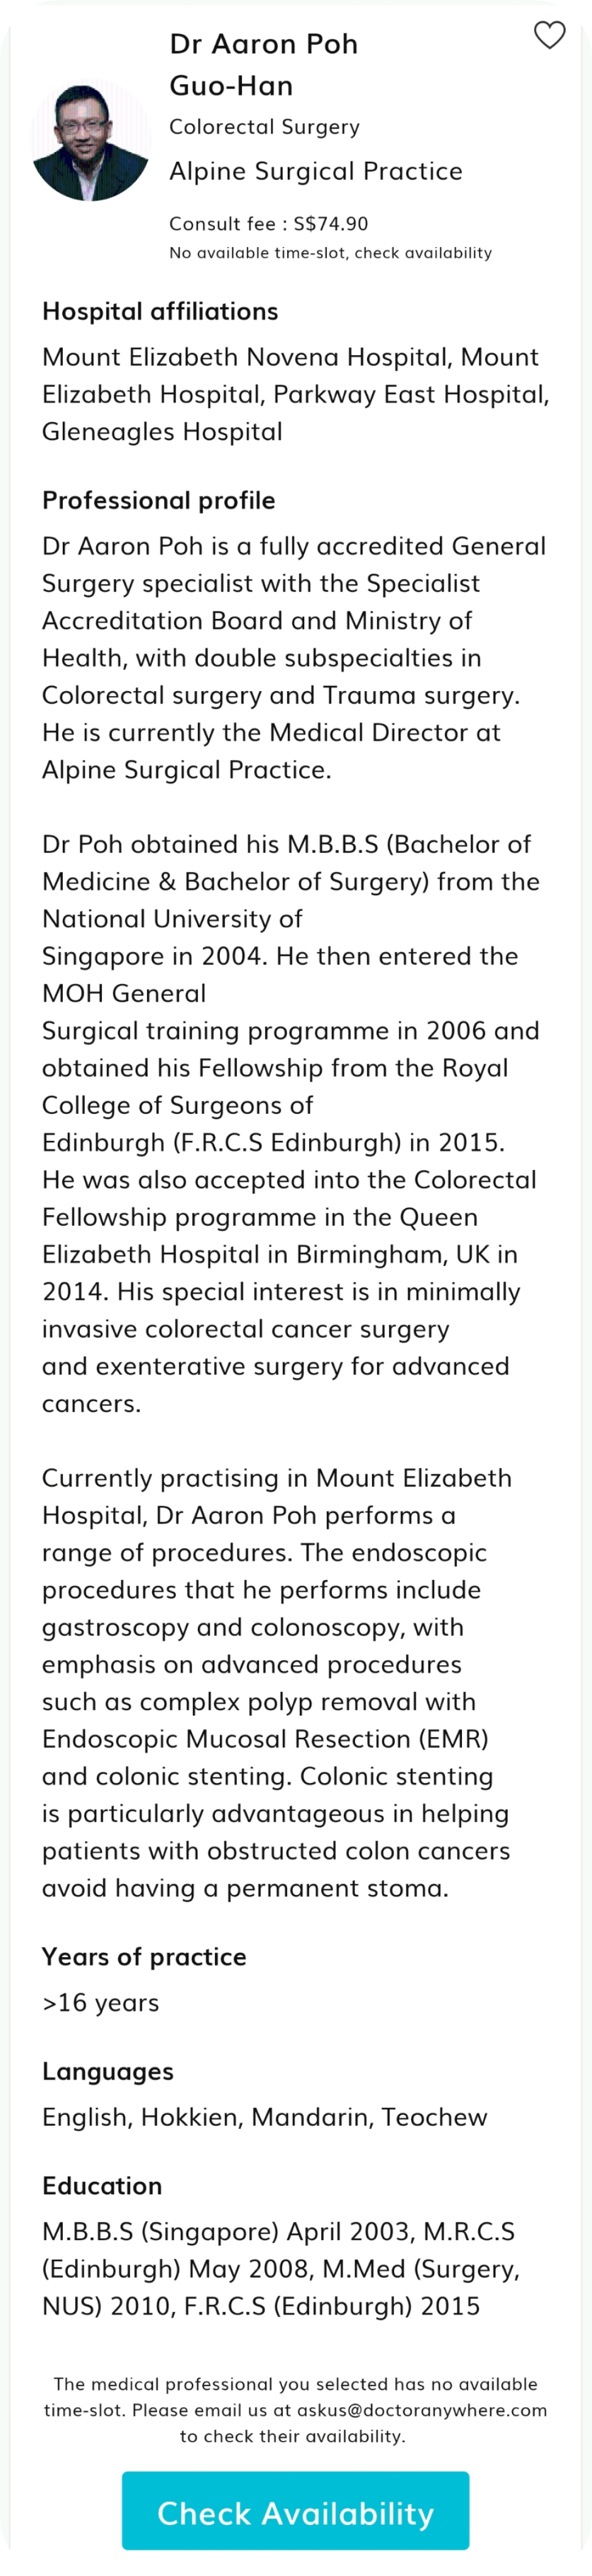 Dr Aaron Poh
Guo-Han
Colorectal Surgery
Alpine Surgical Practice
Consult fee : S$74.90
No available time-slot, check availability
Hospital affiliations
Mount Elizabeth Novena Hospital, Mount
Elizabeth Hospital, Parkway East Hospital,
Gleneagles Hospital
Professional profile
Dr Aaron Poh is a fully accredited General
Surgery specialist with the Specialist
Accreditation Board and Ministry of
Health, with double subspecialties in
Colorectal surgery and Trauma surgery.
He is currently the Medical Director at
Alpine Surgical Practice.
Dr Poh obtained his M.B.B.S (Bachelor of
Medicine & Bachelor of Surgery) from the
National University of
Singapore in 2004. He then entered the
MOH General
Surgical training programme in 2006 and
obtained his Fellowship from the Royal
College of Surgeons of
Edinburgh (F.R.C.S Edinburgh) in 2015.
He was also accepted into the Colorectal
Fellowship programme in the Queen
Elizabeth Hospital in Birmingham, UK in
2014. His special interest is in minimally
invasive colorectal cancer surgery
and exenterative surgery for advanced
cancers.
Currently practising in Mount Elizabeth
Hospital, Dr Aaron Poh performs a
range of procedures. The endoscopic
procedures that he performs include
gastroscopy and colonoscopy, with
emphasis on advanced procedures
such as complex polyp removal with
Endoscopic Mucosal Resection (EMR)
and colonic stenting. Colonic stenting
is particularly advantageous in helping
patients with obstructed colon cancers
avoid having a permanent stoma.
Years of practice
>16 years
Languages
English, Hokkien, Mandarin, Teochew
Education
M.B.B.S (Singapore) April 2003, M.R.C.S
(Edinburgh) May 2008, M.Med (Surgery,
NUS) 2010, F.R.C.S (Edinburgh) 2015
The medical professional you selected has no available
time-slot. Please email us at askus@doctoranywhere.com
to check their availability.
Check Availability